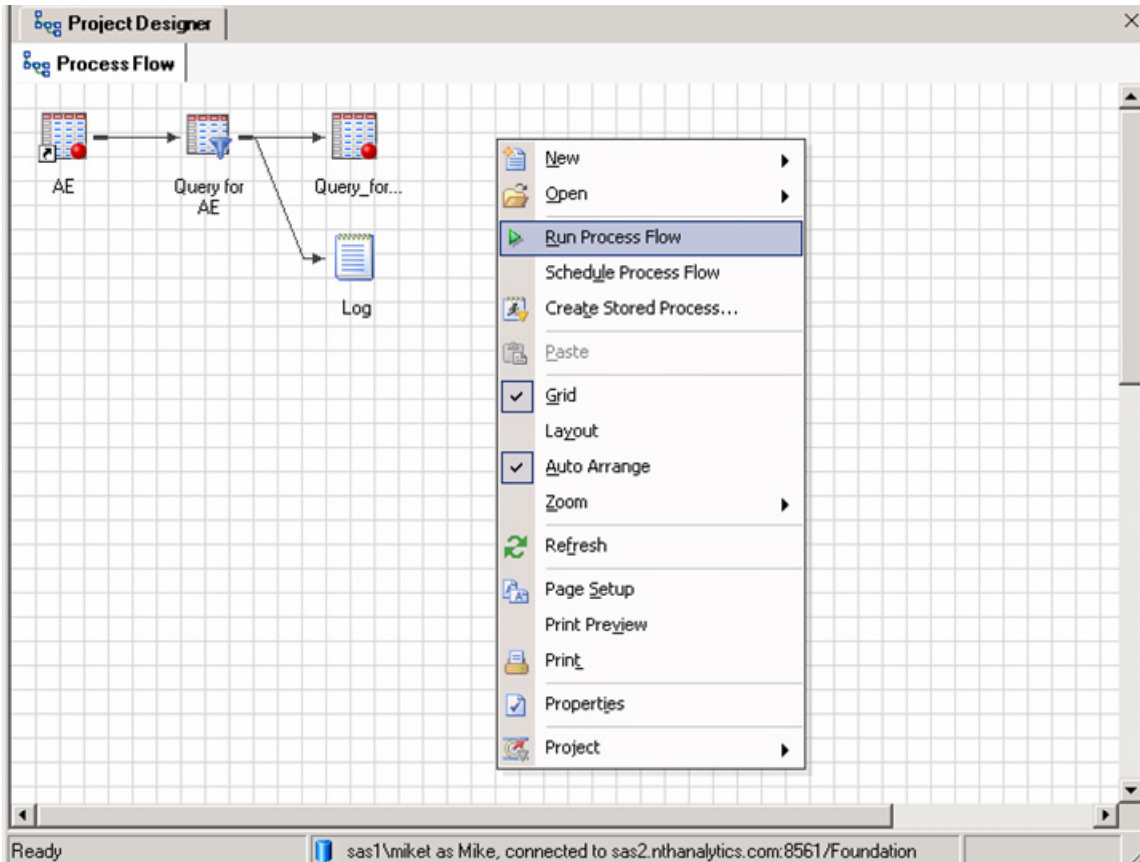 Project Designer
Process Flow
AE
Query for
AE
Query_for...
Log
New
Open
Run Process Flow
Schedule Process Flow
Create Stored Process...
Paste
Grid
Layout
Auto Arrange
Zoom
Refresh
Page Setup
Print Preview
Print
Properties
Project
Ready
sas1\miket as Mike, connected to sas2.nthanalytics.com:8561/Foundation